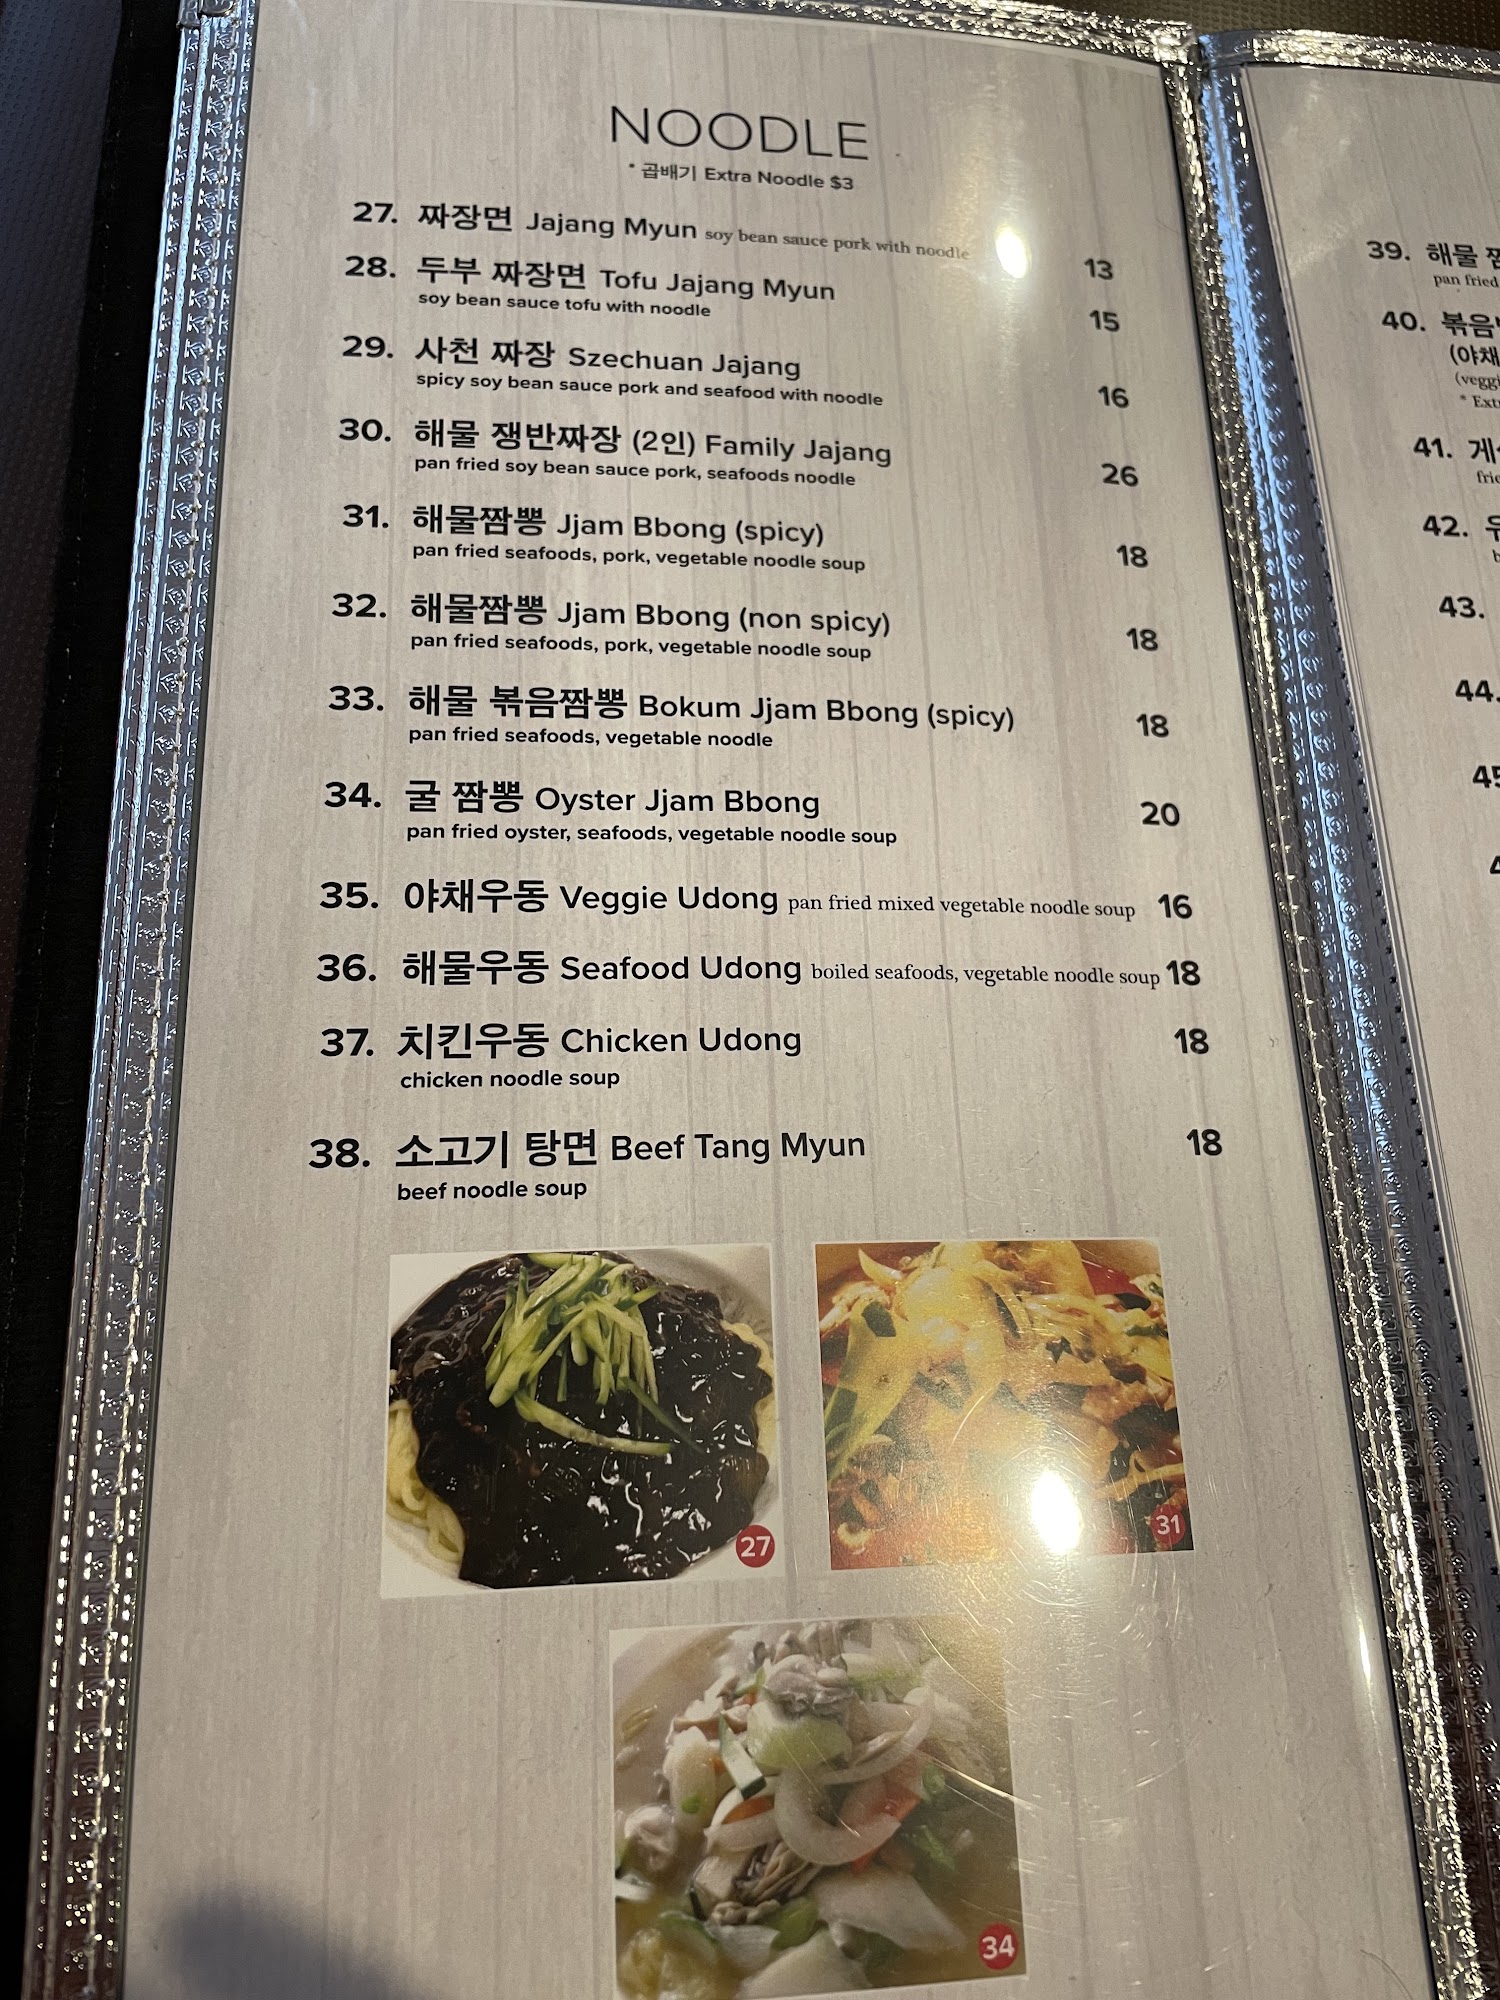 NOODLE
* 곱배기 Extra Noodle $3
27. 짜장면 Jajang Myun soy bean sauce pork with noodle 13
28. 두부 짜장면 Tofu Jajang Myun 15
soy bean sauce tofu with noodle
29. 사천 짜장 Szechuan Jajang 16
spicy soy bean sauce pork and seafood with noodle
30. 해물 쟁반짜장 (2인) Family Jajang 26
pan fried soy bean sauce pork, seafoods noodle
31. 해물짬뽕 Jjam Bbong (spicy) 18
pan fried seafoods, pork, vegetable noodle soup
32. 해물짬뽕 Jjam Bbong (non spicy) 18
pan fried seafoods, pork, vegetable noodle soup
33. 해물 볶음짬뽕 Bokum Jjam Bbong (spicy) 18
pan fried seafoods, vegetable noodle
34. 굴 짬뽕 Oyster Jjam Bbong 20
pan fried oyster, seafoods, vegetable noodle soup
35. 야채우동 Veggie Udong pan fried mixed vegetable noodle soup 16
36. 해물우동 Seafood Udong boiled seafoods, vegetable noodle soup 18
37. 치킨우동 Chicken Udong 18
chicken noodle soup
38. 소고기 탕면 Beef Tang Myun 18
beef noodle soup
27
31
34
39. 해물
pan fried
40.
(야채
41.
42.
43.
44.